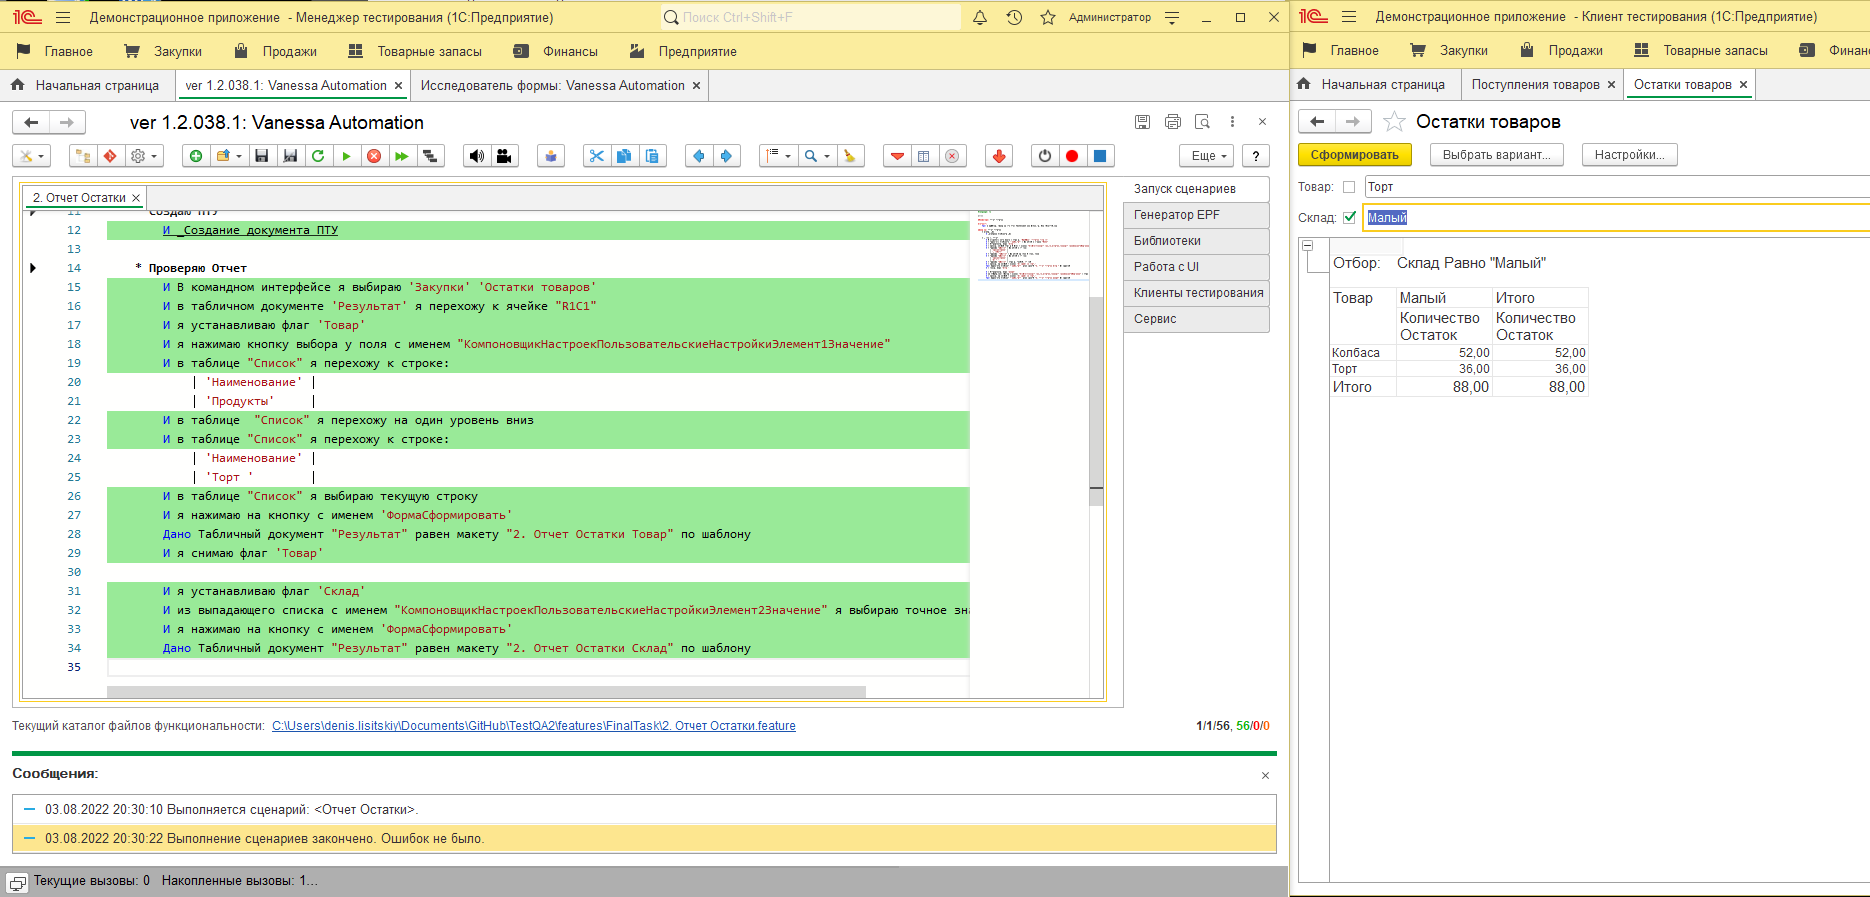 Демонстрационное приложение - Менеджер тестирования (1С:Предприятие)
Поиск Ctrl+Shift+F
Администратор
Главное Закупки Продажи Товарные запасы Финансы Предприятие
Начальная страница
ver 1.2.038.1: Vanessa Automation
Исследователь формы: Vanessa Automation
ver 1.2.038.1: Vanessa Automation
Еще
?
2. Отчет Остатки
11 Создаю ПТУ
12 И _Создание документа ПТУ
13
14 * Проверяю Отчет
15 И В командном интерфейсе я выбираю 'Закупки' 'Остатки товаров'
16 И в табличном документе 'Результат' я перехожу к ячейке "R1C1"
17 И я устанавливаю флаг 'Товар'
18 И я нажимаю кнопку выбора у поля с именем "КомпоновщикНастроекПользовательскиеНастройкиЭлемент1Значение"
19 И в таблице "Список" я перехожу к строке:
20 | 'Наименование' |
21 | 'Продукты' |
22 И в таблице "Список" я перехожу на один уровень вниз
23 И в таблице "Список" я перехожу к строке:
24 | 'Наименование' |
25 | 'Торт ' |
26 И в таблице "Список" я выбираю текущую строку
27 И я нажимаю на кнопку с именем 'ФормаСформировать'
28 Дано Табличный документ "Результат" равен макету "2. Отчет Остатки Товар" по шаблону
29 И я снимаю флаг 'Товар'
30
31 И я устанавливаю флаг 'Склад'
32 И из выпадающего списка с именем "КомпоновщикНастроекПользовательскиеНастройкиЭлемент2Значение" я выбираю точное зн
33 И я нажимаю на кнопку с именем 'ФормаСформировать'
34 Дано Табличный документ "Результат" равен макету "2. Отчет Остатки Склад" по шаблону
35
Запуск сценариев
Генератор EPF
Библиотеки
Работа с UI
Клиенты тестирования
Сервис
Текущий каталог файлов функциональности: C:\Users\denis.lisitskiy\Documents\GitHub\TestQA2\features\FinalTask\2. Отчет Остатки.feature
1/1/56, 56/0/0
Сообщения:
03.08.2022 20:30:10 Выполняется сценарий: <Отчет Остатки>.
03.08.2022 20:30:22 Выполнение сценариев закончено. Ошибок не было.
Текущие вызовы: 0 Накопленные вызовы: 1...
Демонстрационное приложение - Клиент тестирования (1С:Предприятие)
Главное Закупки Продажи Товарные запасы Финан
Начальная страница
Поступления товаров
Остатки товаров
Остатки товаров
Сформировать
Выбрать вариант...
Настройки...
Товар: Торт
Склад: Малый
Отбор: Склад Равно "Малый"
Товар Малый Итого
Количество Количество
Остаток Остаток
Колбаса 52,00 52,00
Торт 36,00 36,00
Итого 88,00 88,00